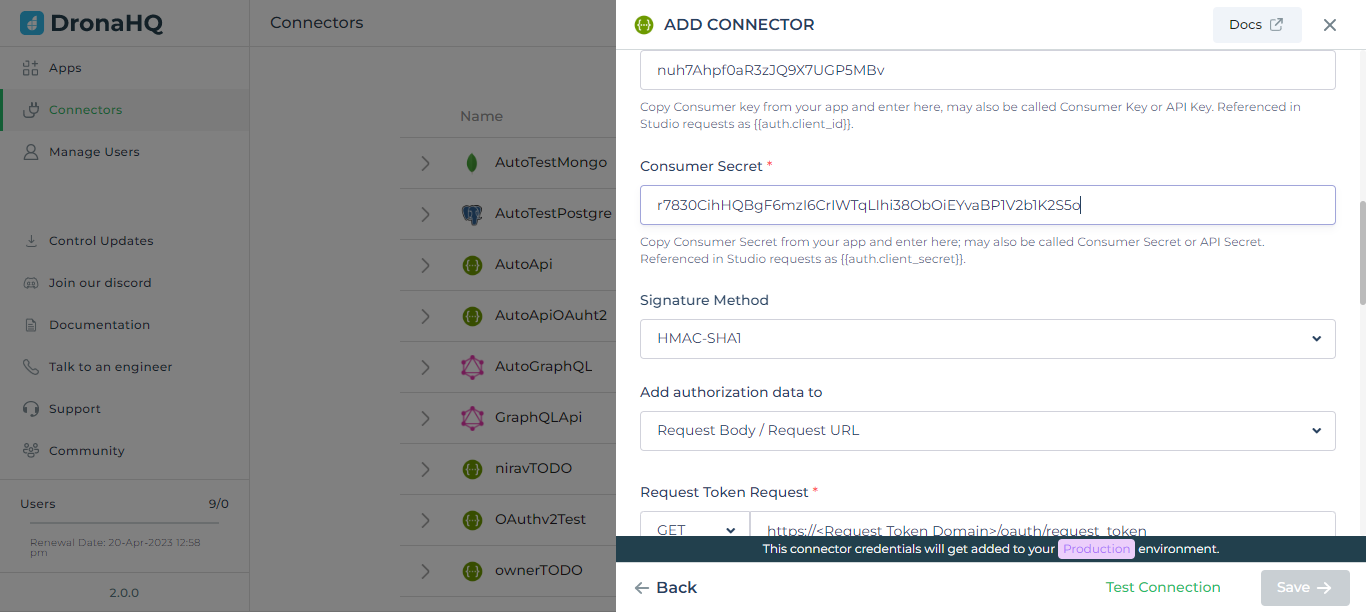 DronaHQ
Connectors
ADD CONNECTOR
Docs
Apps
Connectors
Manage Users
Control Updates
Join our discord
Documentation
Talk to an engineer
Support
Community
Users 9/0
Renewal Date: 20-Apr-2023 12:58
pm
2.0.0
Name
AutoTestMongo
AutoTestPostgre
AutoApi
AutoApiOAuht2
AutoGraphQL
GraphQLApi
niravTODO
OAuthv2Test
ownerTODO
nuh7Ahpf0aR3zJQ9X7UGP5MBv
Copy Consumer key from your app and enter here, may also be called Consumer Key or API Key. Referenced in
Studio requests as {{auth.client_id}}.
Consumer Secret *
r7830CihHQBgF6mzI6CrIWTqLIhi38ObOiEYvaBP1V2b1K2S5o
Copy Consumer Secret from your app and enter here; may also be called Consumer Secret or API Secret.
Referenced in Studio requests as {{auth.client_secret}}.
Signature Method
HMAC-SHA1
Add authorization data to
Request Body / Request URL
Request Token Request *
GET https://<Request Token Domain>/oauth/request_token
This connector credentials will get added to your Production environment.
Back
Test Connection
Save